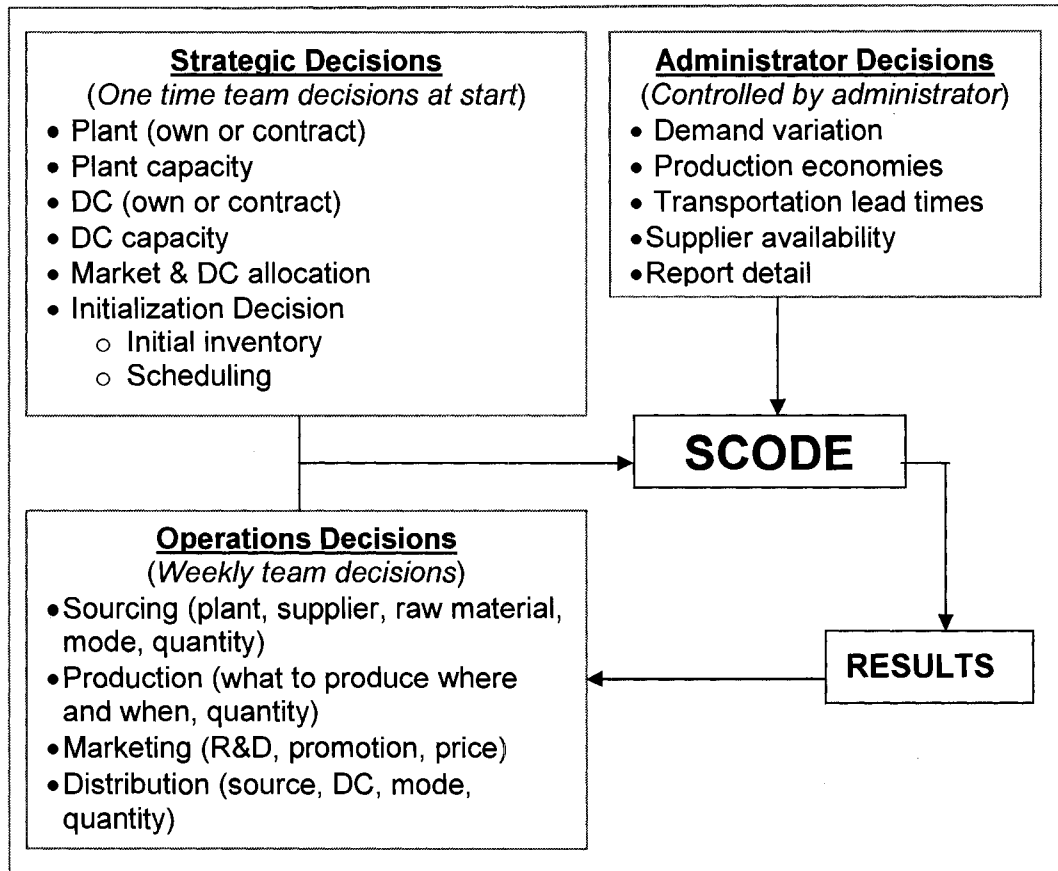 Strategic Decisions
(One time team decisions at start)
• Plant (own or contract)
• Plant capacity
• DC (own or contract)
• DC capacity
• Market & DC allocation
• Initialization Decision
o Initial inventory
o Scheduling
Administrator Decisions
(Controlled by administrator)
• Demand variation
• Production economies
• Transportation lead times
•Supplier availability
•Report detail
SCODE
Operations Decisions
(Weekly team decisions)
•Sourcing (plant, supplier, raw material,
mode, quantity)
•Production (what to produce where
and when, quantity)
•Marketing (R&D, promotion, price)
•Distribution (source, DC, mode,
quantity)
RESULTS